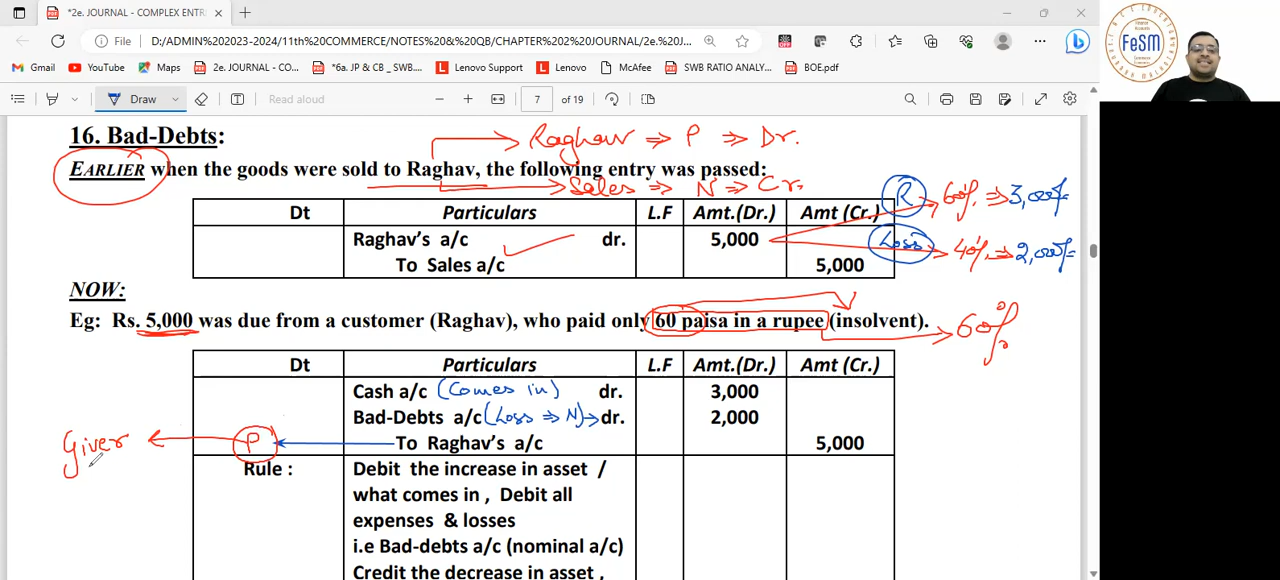 *2e. JOURNAL - COMPLEX ENTR
File
D:/ADMIN%202023-2024/11th%20COMMERCE/NOTES%20&%20QB/CHAPTER%202%20JOURNAL/2e.%20J...
Gmail YouTube Maps 2e. JOURNAL - CO... *6a. JP & CB _ SWB.... Lenovo Support Lenovo McAfee SWB RATIO ANALY... BOE.pdf
Draw Read aloud 7 of 19
FeSM
16. Bad-Debts:
Raghav ⇒ P ⇒ Dr.
EARLIER when the goods were sold to Raghav, the following entry was passed:
Sales ⇒ N ⇒ Cr.
R 60% ⇒ 3,000/=
Dt Particulars L.F Amt.(Dr.) Amt (Cr.)
Raghav's a/c dr. 5,000
Loss 40% ⇒ 2,000/=
To Sales a/c 5,000
NOW:
Eg: Rs. 5,000 was due from a customer (Raghav), who paid only 60 paisa in a rupee (insolvent).
60%
Dt Particulars L.F Amt.(Dr.) Amt (Cr.)
Cash a/c (Comes in) dr. 3,000
Bad-Debts a/c (Loss ⇒ N) → dr. 2,000
Giver P To Raghav's a/c 5,000
Rule : Debit the increase in asset /
what comes in , Debit all
expenses & losses
i.e Bad-debts a/c (nominal a/c)
Credit the decrease in asset ,